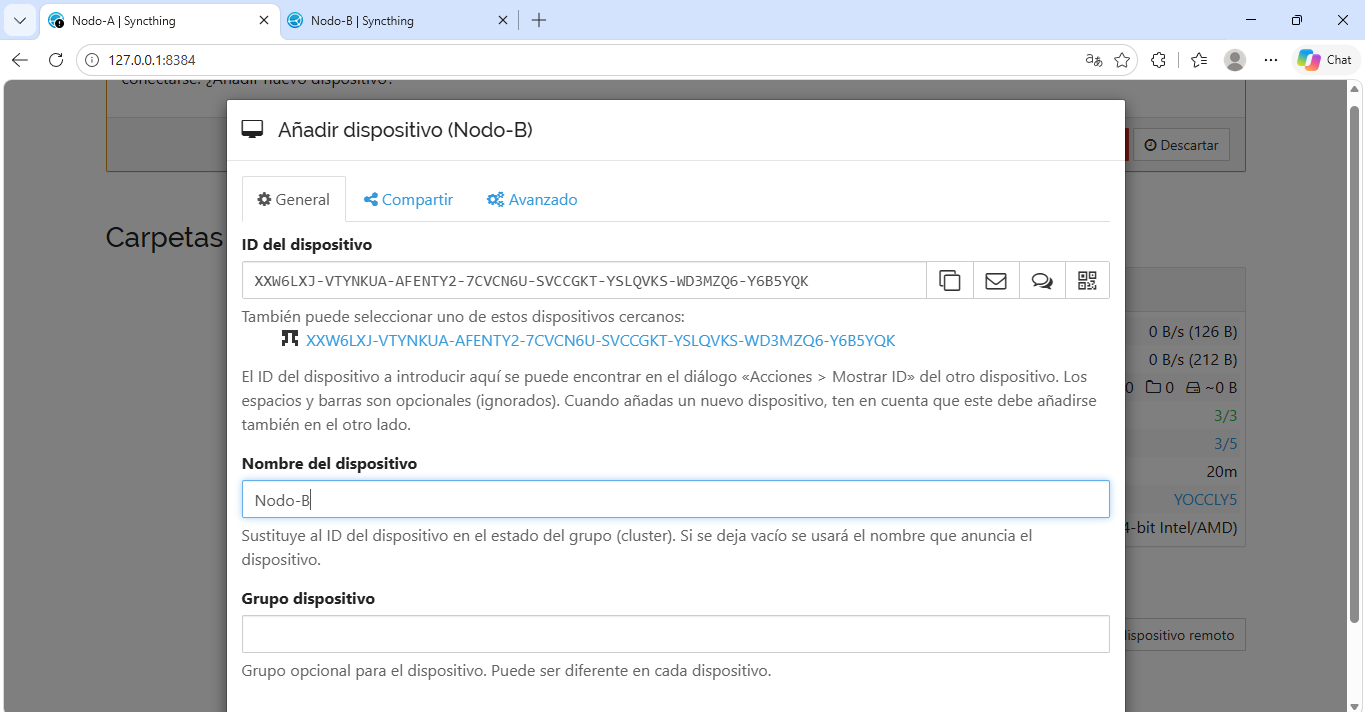 Nodo-A | Syncthing
Nodo-B | Syncthing
127.0.0.1:8384
Chat
conectarse. ¿Añadir nuevo dispositivo?
Añadir dispositivo (Nodo-B)
Descartar
General
Compartir
Avanzado
Carpetas
ID del dispositivo
XXW6LXJ-VTYNKUA-AFENTY2-7CVCN6U-SVCCGKT-YSLQVKS-WD3MZQ6-Y6B5YQK
También puede seleccionar uno de estos dispositivos cercanos:
XXW6LXJ-VTYNKUA-AFENTY2-7CVCN6U-SVCCGKT-YSLQVKS-WD3MZQ6-Y6B5YQK
0 B/s (126 B)
0 B/s (212 B)
0 0 ~0 B
3/3
3/5
20m
YOCCLY5
4-bit Intel/AMD)
El ID del dispositivo a introducir aquí se puede encontrar en el diálogo «Acciones > Mostrar ID» del otro dispositivo. Los
espacios y barras son opcionales (ignorados). Cuando añadas un nuevo dispositivo, ten en cuenta que este debe añadirse
también en el otro lado.
Nombre del dispositivo
Nodo-B
Sustituye al ID del dispositivo en el estado del grupo (cluster). Si se deja vacío se usará el nombre que anuncia el
dispositivo.
Grupo dispositivo
dispositivo remoto
Grupo opcional para el dispositivo. Puede ser diferente en cada dispositivo.